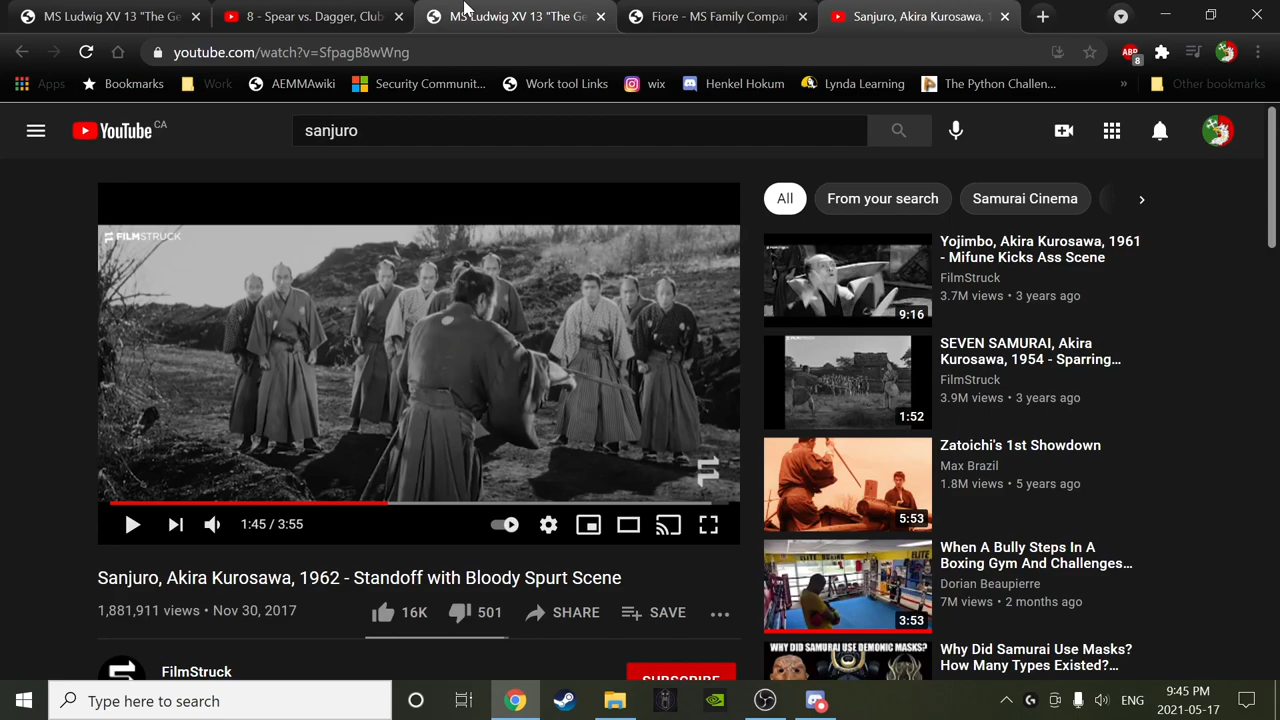 MS Ludwig XV 13 "The Ge
8 - Spear vs. Dagger, Club
MS Ludwig XV 13 "The Ge
Fiore - MS Family Compar
Sanjuro, Akira Kurosawa,
youtube.com/watch?v=SfpagB8wWng
ABP
8
Apps
Bookmarks
Work
AEMMAwiki
Security Communit...
Work tool Links
wix
Henkel Hokum
Lynda Learning
The Python Challen...
»
Other bookmarks
YouTube CA
sanjuro
All
From your search
Samurai Cinema
FILMSTRUCK
1:45 / 3:55
Sanjuro, Akira Kurosawa, 1962 - Standoff with Bloody Spurt Scene
1,881,911 views • Nov 30, 2017
16K
501
SHARE
SAVE
FilmStruck
SUBSCRIBE
Yojimbo, Akira Kurosawa, 1961
- Mifune Kicks Ass Scene
FilmStruck
3.7M views • 3 years ago
9:16
SEVEN SAMURAI, Akira
Kurosawa, 1954 - Sparring...
FilmStruck
3.9M views • 3 years ago
1:52
Zatoichi's 1st Showdown
Max Brazil
1.8M views • 5 years ago
5:53
When A Bully Steps In A
Boxing Gym And Challenges...
Dorian Beaupierre
7M views • 2 months ago
3:53
WHY DID SAMURAI USE DEMONIC MASKS?
Why Did Samurai Use Masks?
How Many Types Existed?...
Type here to search
ENG
9:45 PM
2021-05-17